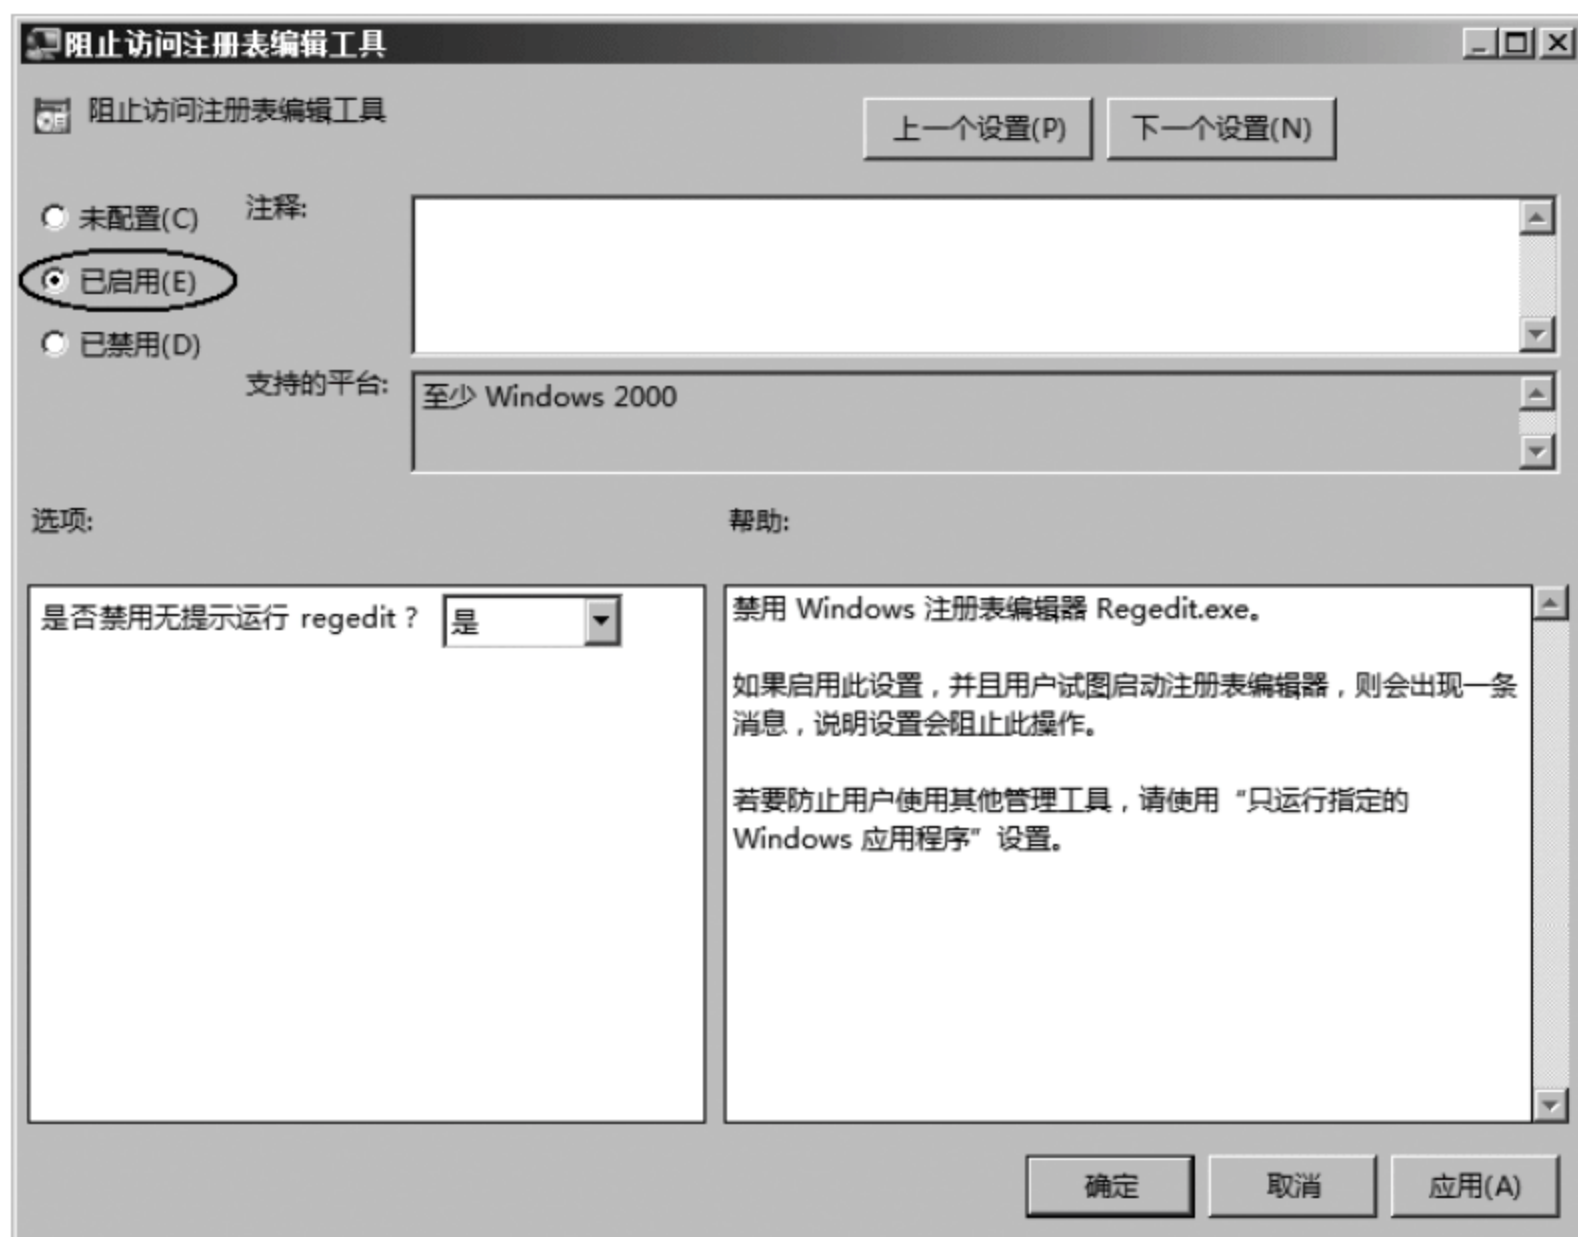 阻止访问注册表编辑工具
阻止访问注册表编辑工具
上一个设置(P)
下一个设置(N)
未配置(C)
注释:
已启用(E)
已禁用(D)
支持的平台:
至少 Windows 2000
选项:
帮助:
是否禁用无提示运行 regedit?
是
禁用 Windows 注册表编辑器 Regedit.exe。
如果启用此设置,并且用户试图启动注册表编辑器,则会出现一条
消息,说明设置会阻止此操作。
若要防止用户使用其他管理工具,请使用“只运行指定的
Windows 应用程序”设置。
确定
取消
应用(A)